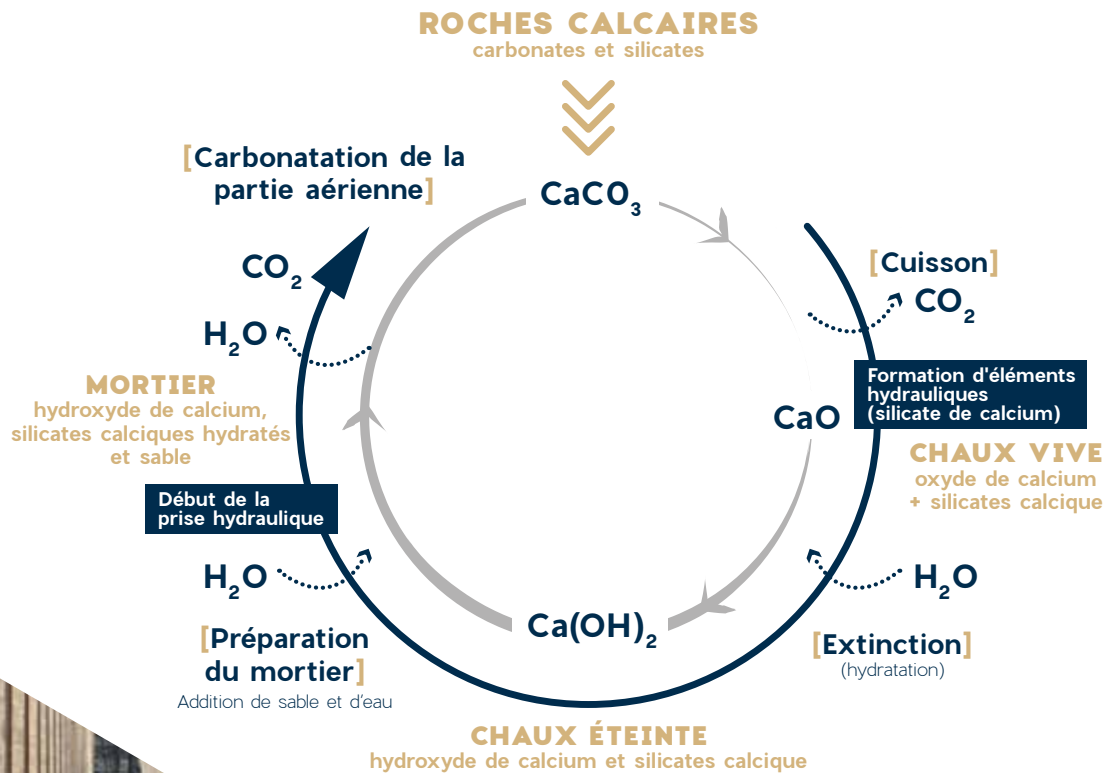 ROCHES CALCAIRES
carbonates et silicates
[Carbonatation de la
partie aérienne]
CaCO₃
CO₂
H₂O
[Cuisson]
CO₂
Formation d'éléments
hydrauliques
(silicate de calcium)
CaO
MORTIER
hydroxyde de calcium,
silicates calciques hydratés
et sable
CHAUX VIVE
oxyde de calcium
+ silicates calcique
Début de la
prise hydraulique
H₂O
H₂O
Ca(OH)₂
[Préparation
du mortier]
Addition de sable et d'eau
[Extinction]
(hydratation)
CHAUX ÉTEINTE
hydroxyde de calcium et silicates calcique